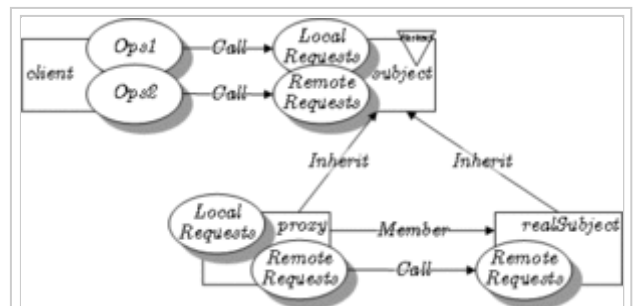 Ops1
Call
Local
Requests
client
subject
Ops2
Call
Remote
Requests
Inherit
Inherit
Local
Requests
proxy
Member
realSubject
Remote
Requests
Call
Remote
Requests